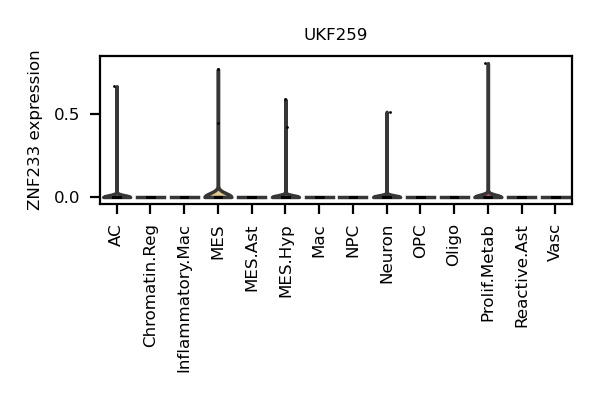 UKF259
ZNF233 expression
0.5
0.0
AC
Chromatin.Reg
Inflammatory.Mac
MES
MES.Ast
MES.Hyp
Mac
NPC
Neuron
OPC
Oligo
Prolif.Metab
Reactive.Ast
Vasc